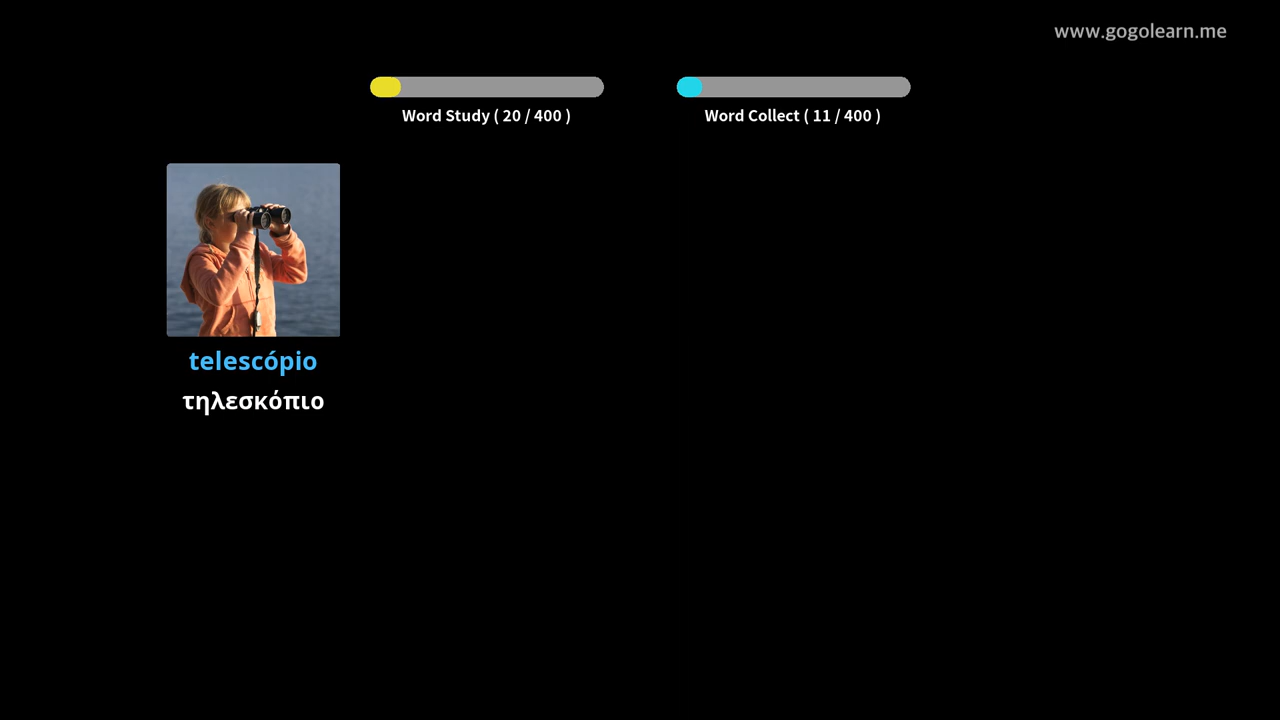 www.gogolearn.me
Word Study ( 20 / 400 )
Word Collect ( 11 / 400 )
telescópio
τηλεσκόπιο